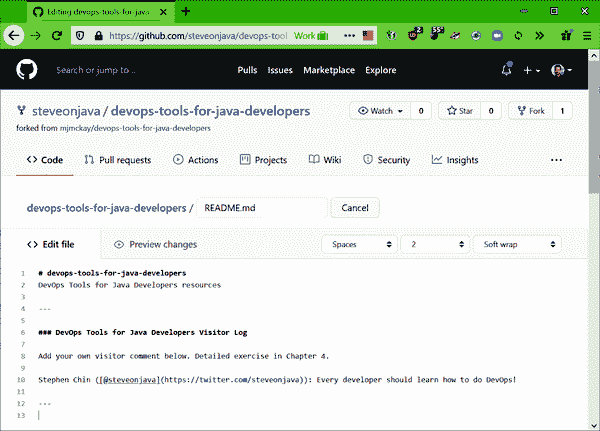 Editing devops-tools-for-java
https://github.com/steveonjava/devops-tool
Work
2
55*
Search or jump to...
Pulls
Issues
Marketplace
Explore
steveonjava / devops-tools-for-java-developers
Watch 0
Star 0
Fork 1
forked from mjmckay/devops-tools-for-java-developers
<> Code
Pull requests
Actions
Projects
Wiki
Security
Insights
...
devops-tools-for-java-developers / README.md
Cancel
<> Edit file
Preview changes
Spaces
2
Soft wrap
1 # devops-tools-for-java-developers
2 DevOps Tools for Java Developers resources
3
4 ---
5
6 ### DevOps Tools for Java Developers Visitor Log
7
8 Add your own visitor comment below. Detailed exercise in Chapter 4.
9
10 Stephen Chin ([@steveonjava](https://twitter.com/steveonjava)): Every developer should learn how to do DevOps!
11
12 ---
13